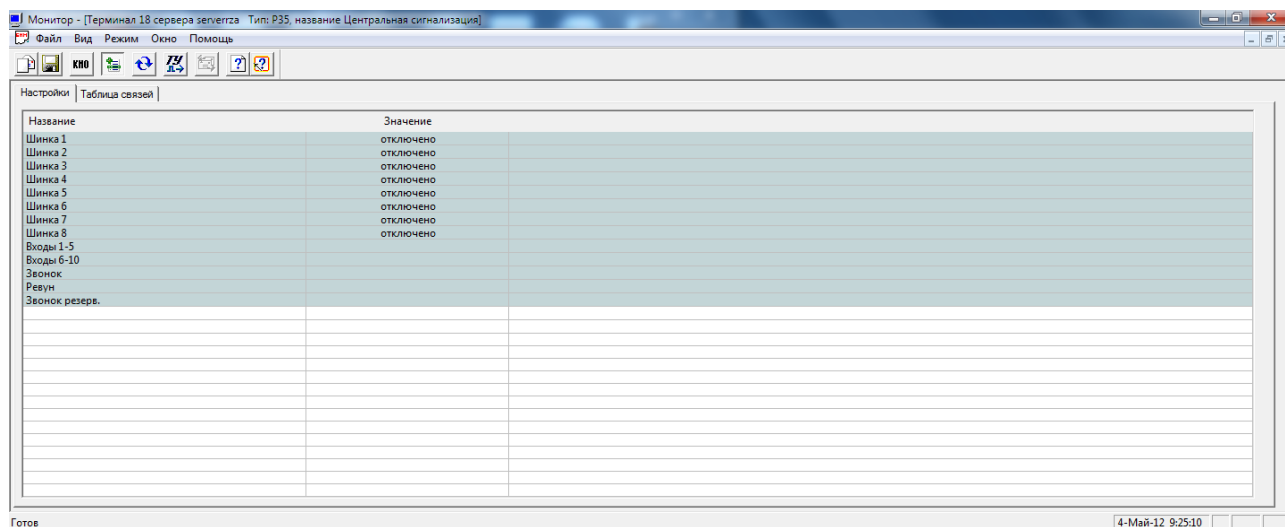 Монитор - [Терминал 18 сервера serverrza Тип: P35, название Центральная сигнализация]
Файл Вид Режим Окно Помощь
КНО ТУ
Настройки Таблица связей
Название Значение
Шинка 1 отключено
Шинка 2 отключено
Шинка 3 отключено
Шинка 4 отключено
Шинка 5 отключено
Шинка 6 отключено
Шинка 7 отключено
Шинка 8 отключено
Входы 1-5
Входы 6-10
Звонок
Ревун
Звонок резерв.
Готов 4-Май-12 9:25:10